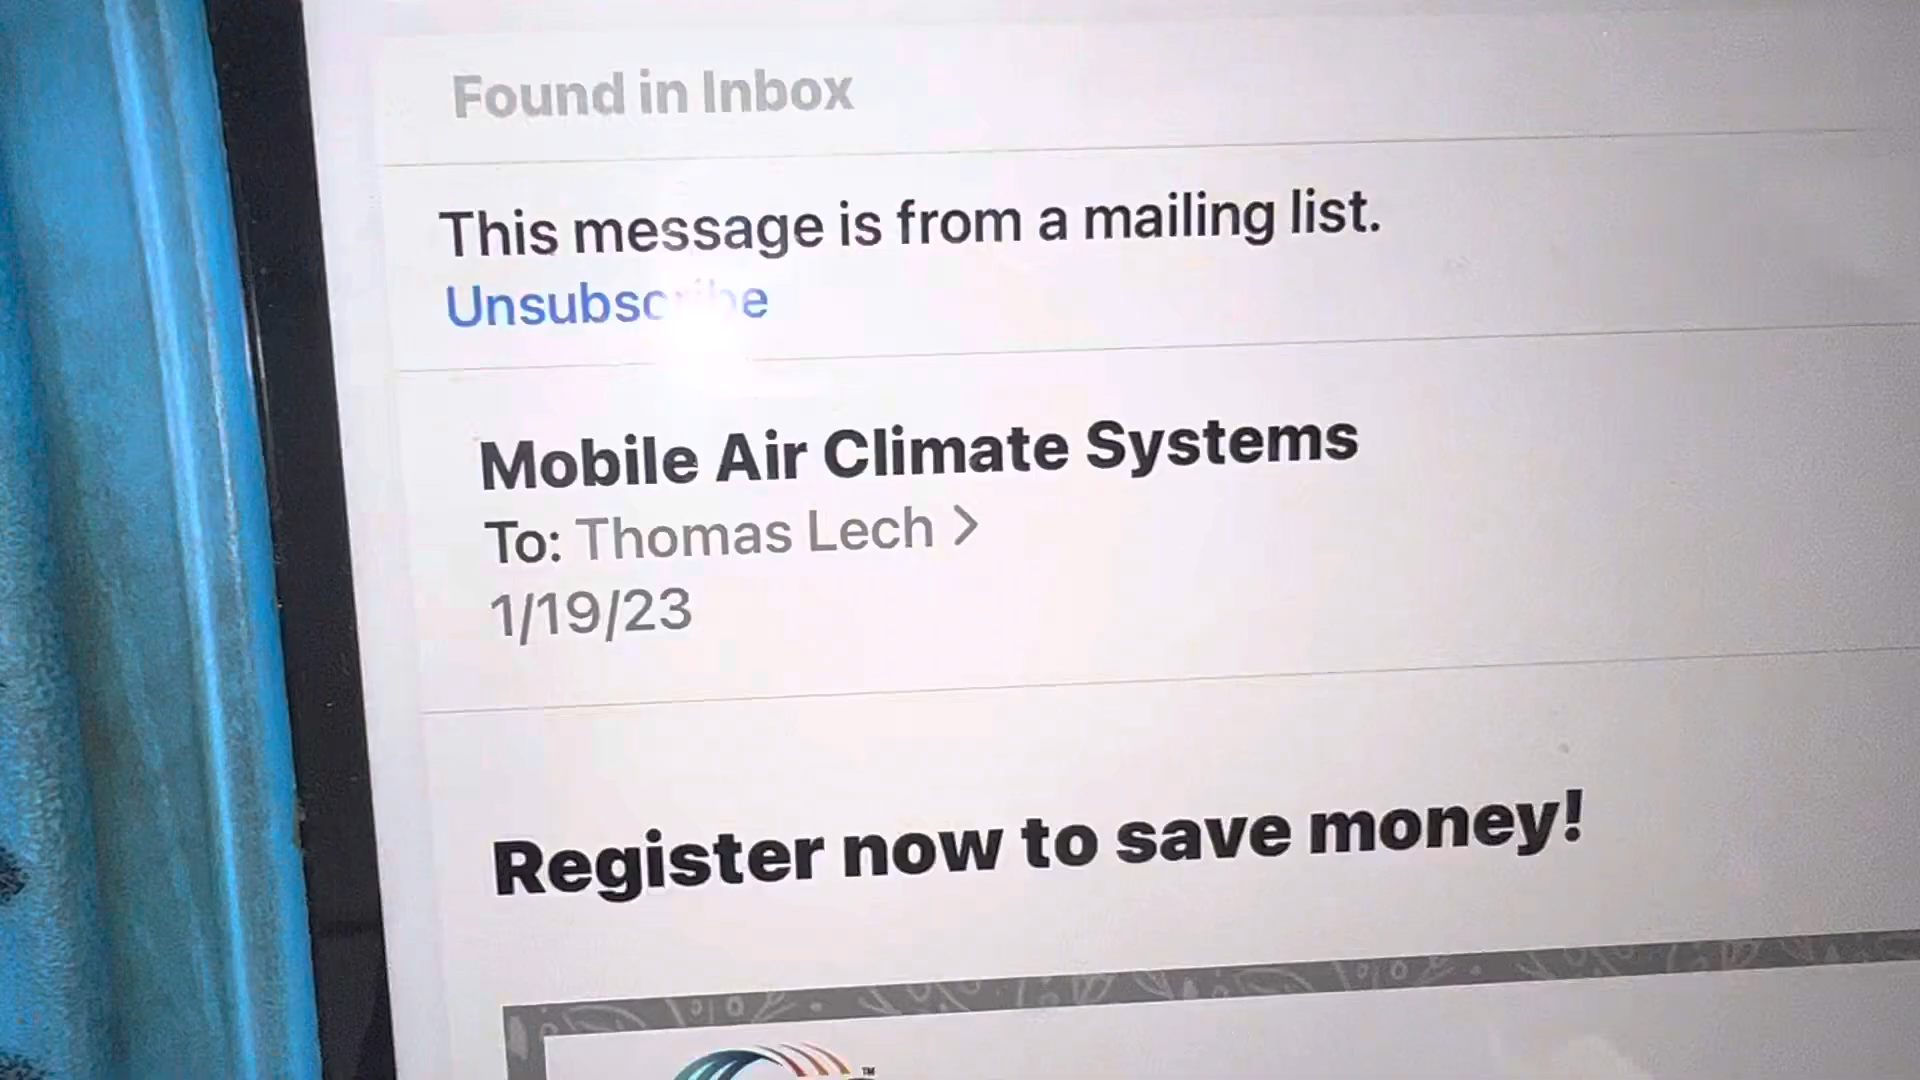 Found in Inbox
This message is from a mailing list.
Unsubscribe
Mobile Air Climate Systems
To: Thomas Lech >
1/19/23
Register now to save money!
TM